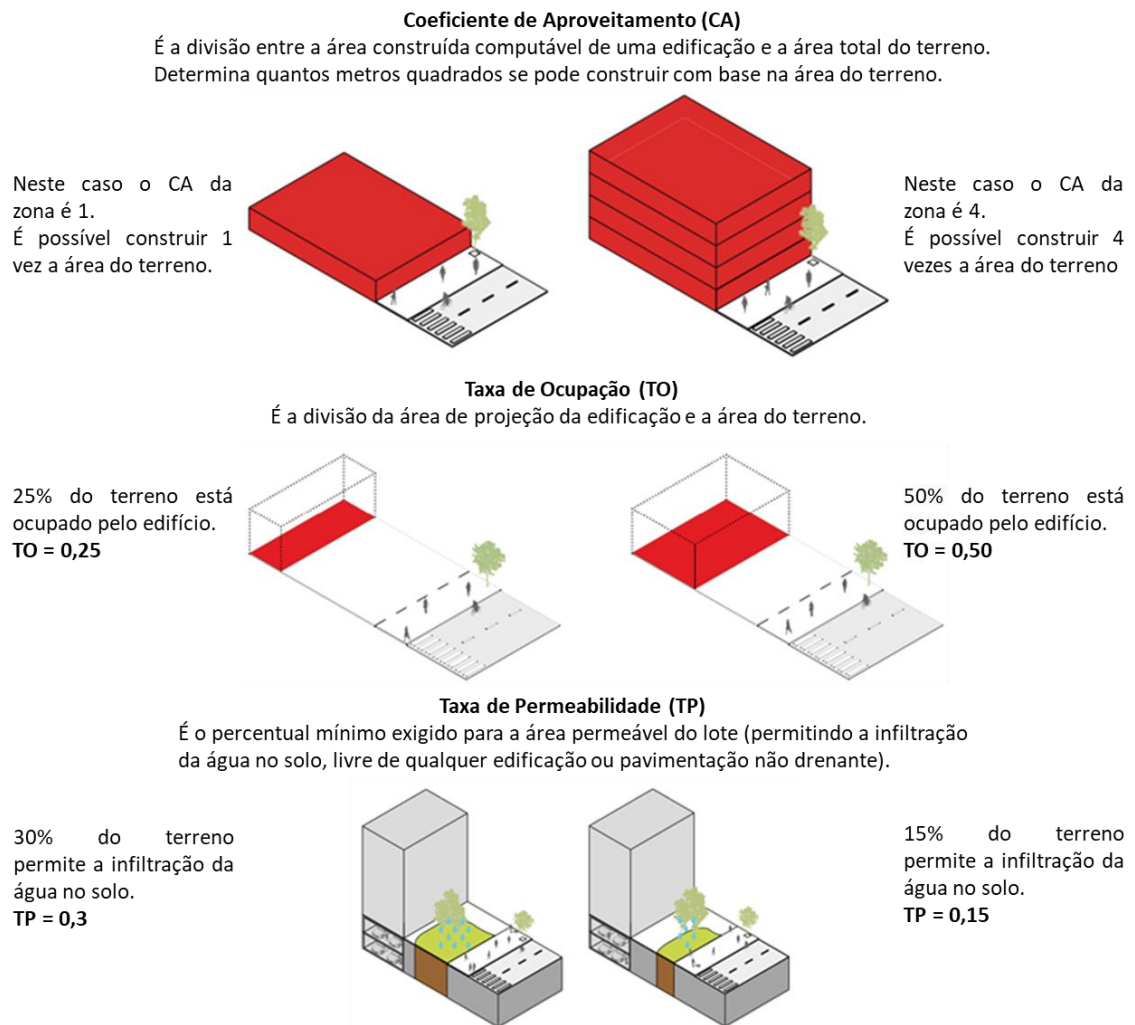 Coeficiente de Aproveitamento (CA)
É a divisão entre a área construída computável de uma edificação e a área total do terreno.
Determina quantos metros quadrados se pode construir com base na área do terreno.
Neste caso o CA da
zona é 1.
É possível construir 1
vez a área do terreno.
Neste caso o CA da
zona é 4.
É possível construir 4
vezes a área do terreno
Taxa de Ocupação (TO)
É a divisão da área de projeção da edificação e a área do terreno.
25% do terreno está
ocupado pelo edifício.
TO = 0,25
50% do terreno está
ocupado pelo edifício.
TO = 0,50
Taxa de Permeabilidade (TP)
É o percentual mínimo exigido para a área permeável do lote (permitindo a infiltração
da água no solo, livre de qualquer edificação ou pavimentação não drenante).
30% do terreno
permite a infiltração da
água no solo.
TP = 0,3
15% do terreno
permite a infiltração da
água no solo.
TP = 0,15